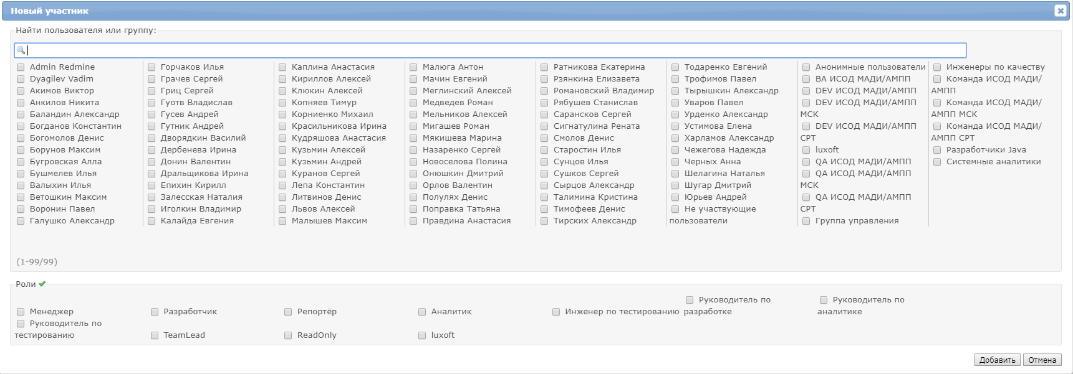 Новый участник
Найти пользователя или группу:
Admin Redmine
Dyagilev Vadim
Акимов Виктор
Анкилов Никита
Баландин Александр
Богданов Константин
Богомолов Денис
Борунов Максим
Бугровская Алла
Бушмелев Илья
Валыхин Илья
Ветошкин Максим
Воронин Павел
Галушко Александр
Горчаков Илья
Грачев Сергей
Гриц Сергей
Гуотв Владислав
Гусев Андрей
Гутник Андрей
Дворядкин Василий
Дербенева Ирина
Донин Валентин
Дральщикова Ирина
Епихин Кирилл
Залесская Наталия
Иголкин Владимир
Калайда Евгения
Каплина Анастасия
Кириллов Алексей
Клюкин Алексей
Копняев Тимур
Корниенко Михаил
Красильникова Ирина
Кудряшова Анастасия
Кузьмин Алексей
Кузьмин Андрей
Куранов Сергей
Лепа Константин
Литвинов Денис
Львов Алексей
Малышев Максим
Малюга Антон
Мачин Евгений
Меглинский Алексей
Медведев Роман
Мельников Алексей
Мигашев Роман
Мякишева Марина
Назаренко Сергей
Новоселова Полина
Онюшкин Дмитрий
Орлов Валентин
Полулях Денис
Поправка Татьяна
Правдина Анастасия
Ратникова Екатерина
Рзянкина Елизавета
Романовский Владимир
Рябушев Станислав
Сарансков Сергей
Сигнатулина Рената
Смолов Денис
Старостин Илья
Сунцов Илья
Сушков Сергей
Сырцов Александр
Талимина Кристина
Тимофеев Денис
Тирских Александр
Тодаренко Евгений
Трофимов Павел
Тырышкин Александр
Уваров Павел
Урденко Александр
Устимова Елена
Харламов Александр
Чежегова Надежда
Черных Анна
Шелагина Наталья
Шугар Дмитрий
Юрьев Андрей
Не участвующие
пользователи
Анонимные пользователи
BA ИСОД МАДИ/АМПП
DEV ИСОД МАДИ/АМПП
DEV ИСОД МАДИ/АМПП
МСК
DEV ИСОД МАДИ/АМПП
СРТ
luxoft
QA ИСОД МАДИ/АМПП
QA ИСОД МАДИ/АМПП
МСК
QA ИСОД МАДИ/АМПП
СРТ
Группа управления
Инженеры по качеству
Команда ИСОД МАДИ/
АМПП
Команда ИСОД МАДИ/
АМПП МСК
Команда ИСОД МАДИ/
АМПП СРТ
Разработчики Java
Системные аналитики
(1-99/99)
Роли
Менеджер
Разработчик
Репортёр
Аналитик
Инженер по тестированию
Руководитель по
разработке
Руководитель по
аналитике
Руководитель по
тестированию
TeamLead
ReadOnly
luxoft
Добавить
Отмена